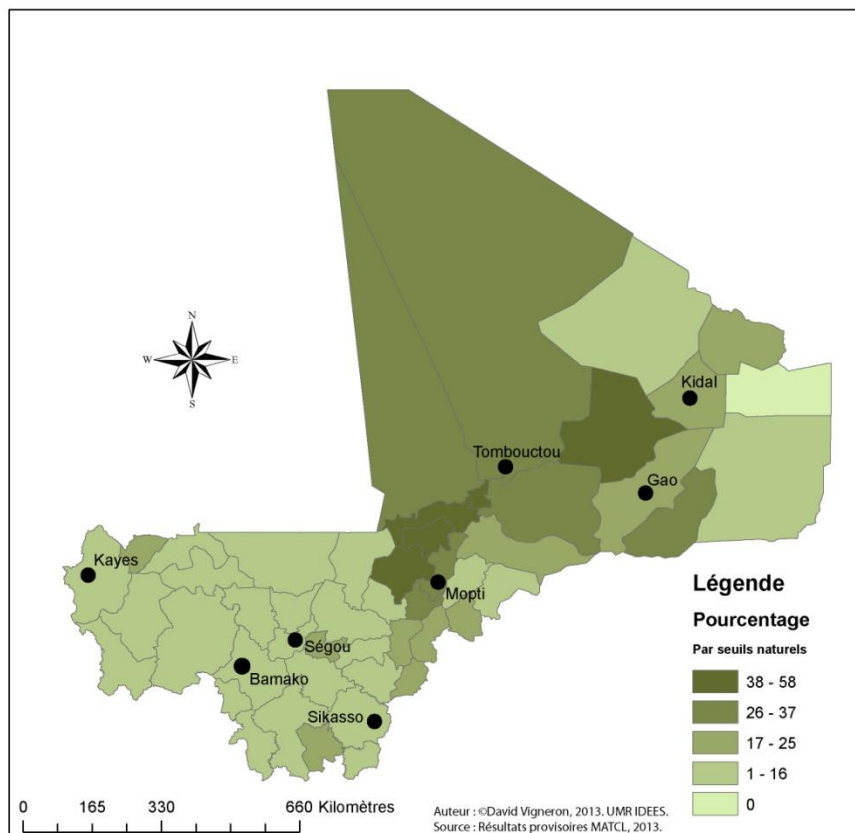 N
W E
S
Kidal
Tombouctou
Gao
Kayes
Mopti
Ségou
Bamako
Sikasso
Légende
Pourcentage
Par seuils naturels
38 - 58
26 - 37
17 - 25
1 - 16
0
0 165 330 660 Kilomètres
Auteur : ©David Vigneron, 2013. UMR IDEES.
Source : Résultats provisoires MATCL, 2013.